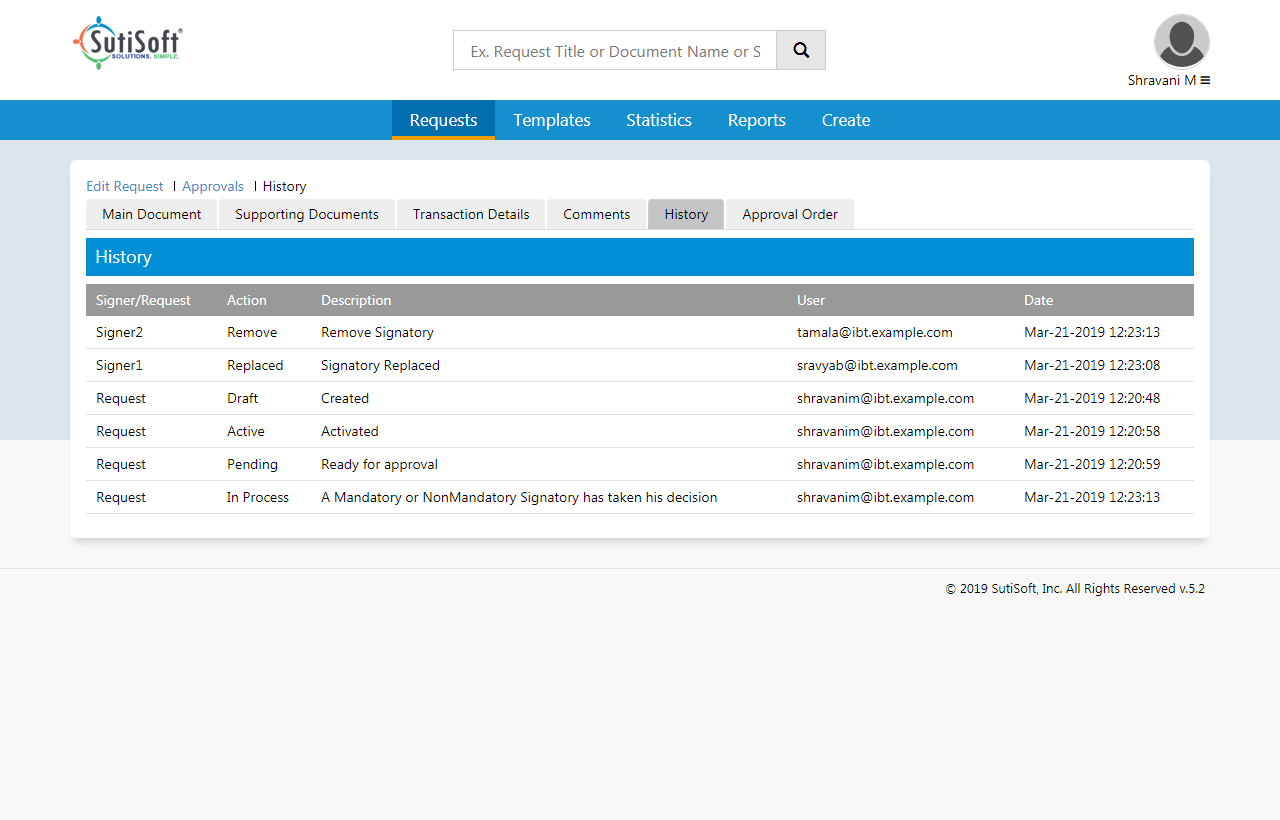 SutiSoft®
SOLUTIONS. SIMPLE.
Ex. Request Title or Document Name or S
Shravani M
Requests Templates Statistics Reports Create
Edit Request | Approvals | History
Main Document Supporting Documents Transaction Details Comments History Approval Order
History
Signer/Request Action Description User Date
Signer2 Remove Remove Signatory tamala@ibt.example.com Mar-21-2019 12:23:13
Signer1 Replaced Signatory Replaced sravyab@ibt.example.com Mar-21-2019 12:23:08
Request Draft Created shravanim@ibt.example.com Mar-21-2019 12:20:48
Request Active Activated shravanim@ibt.example.com Mar-21-2019 12:20:58
Request Pending Ready for approval shravanim@ibt.example.com Mar-21-2019 12:20:59
Request In Process A Mandatory or NonMandatory Signatory has taken his decision shravanim@ibt.example.com Mar-21-2019 12:23:13
© 2019 SutiSoft, Inc. All Rights Reserved v.5.2